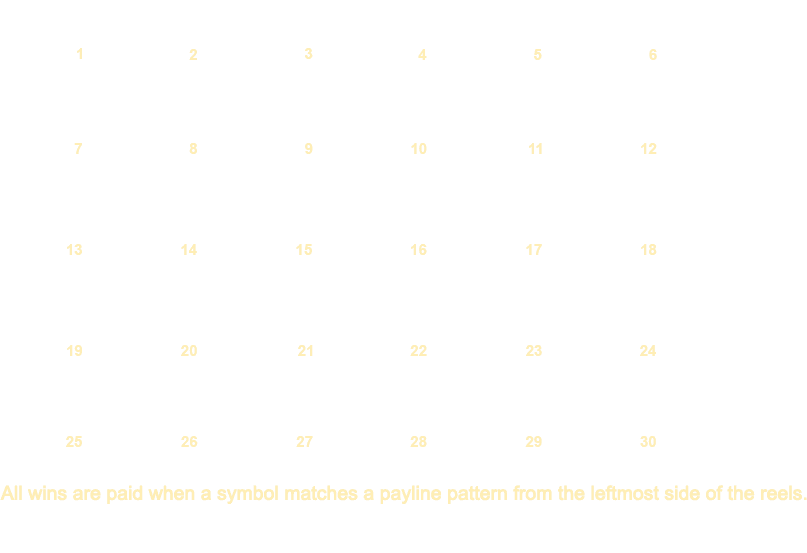 1 2 3 4 5 6
7 8 9 10 11 12
13 14 15 16 17 18
19 20 21 22 23 24
25 26 27 28 29 30
All wins are paid when a symbol matches a payline pattern from the leftmost side of the reels.